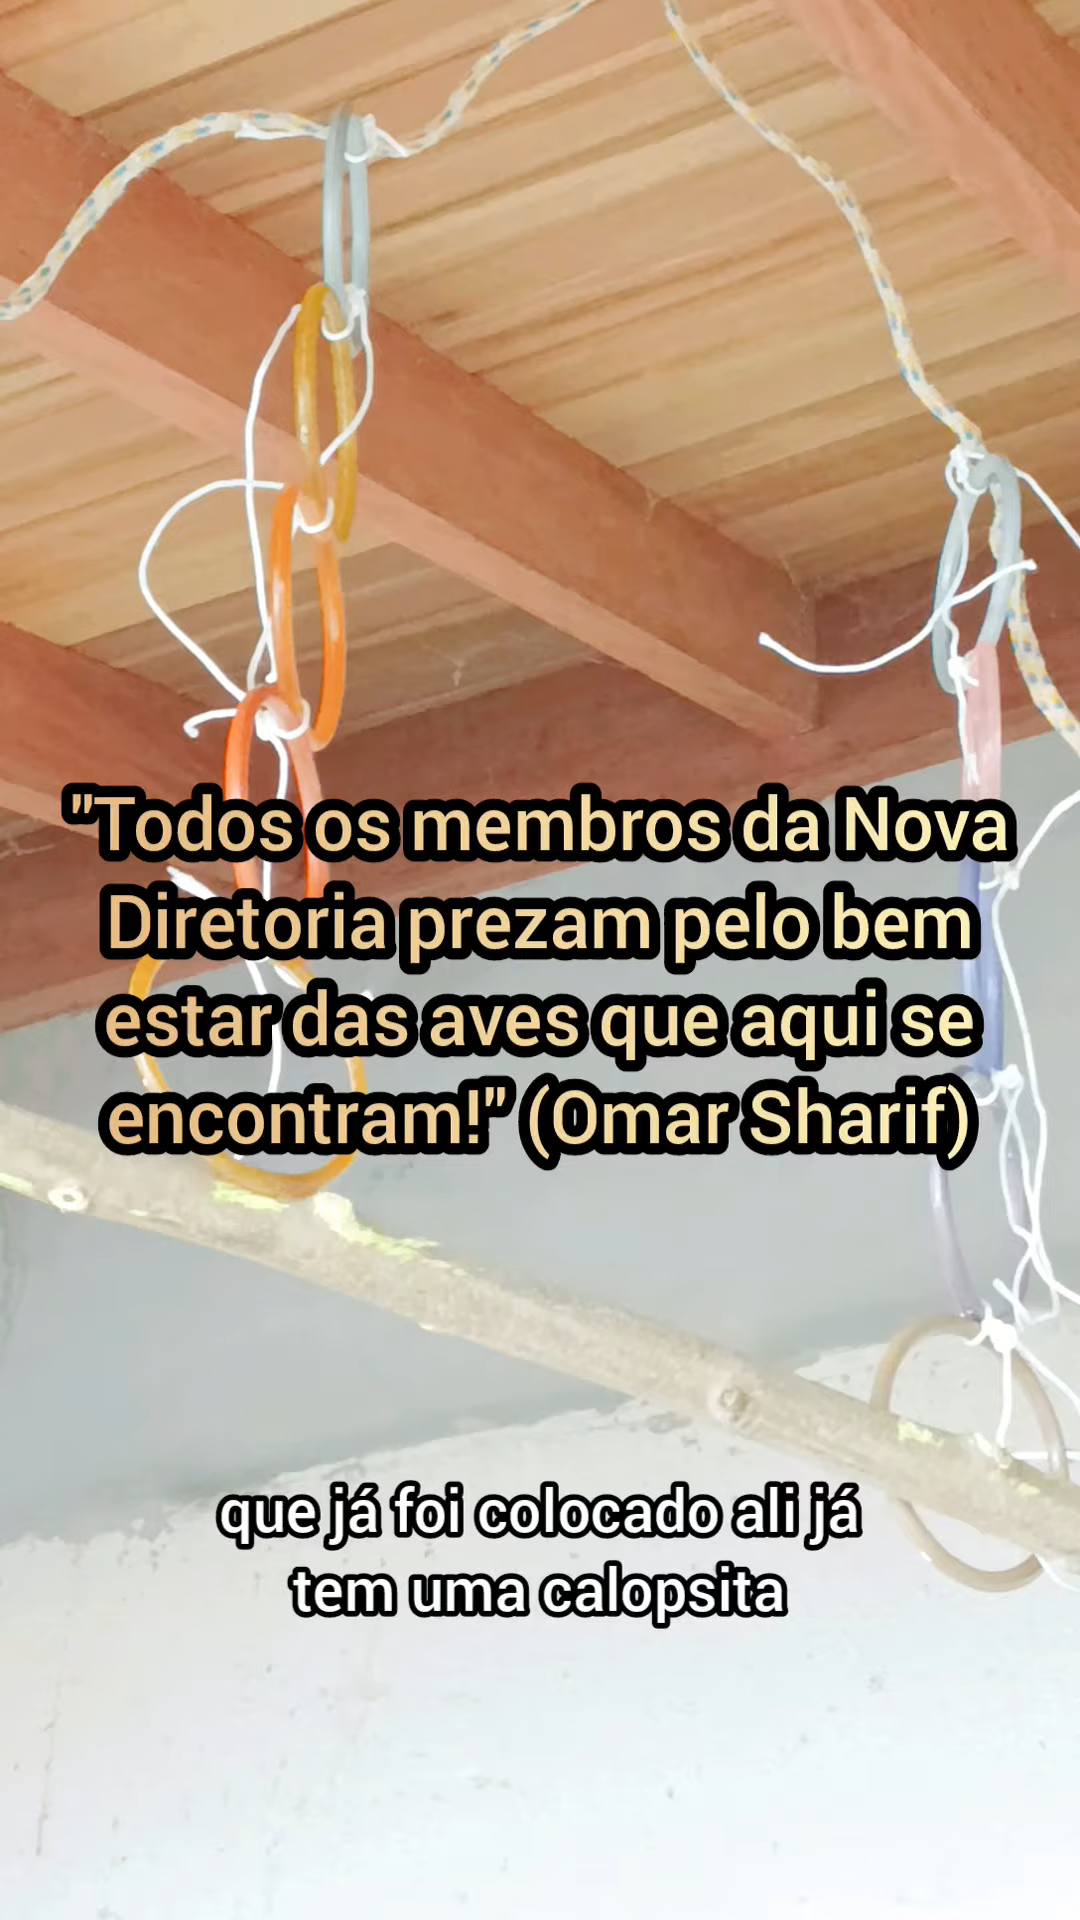 "Todos os membros da Nova
Diretoria prezam pelo bem
estar das aves que aqui se
encontram!" (Omar Sharif)
que já foi colocado ali já
tem uma calopsita